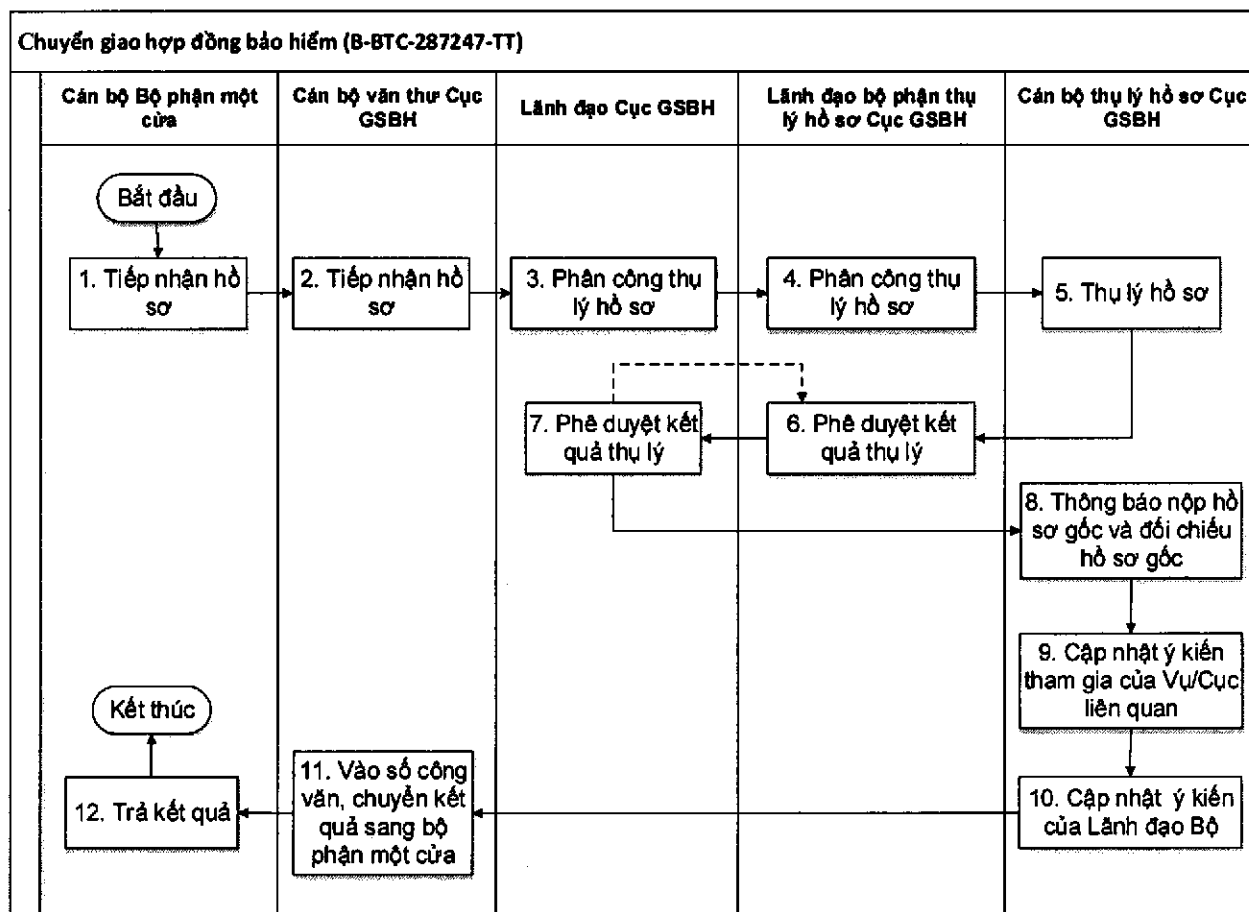 Chuyển giao hợp đồng bảo hiểm (B-BTC-287247-TT)
Cán bộ Bộ phận một
cửa
Cán bộ văn thư Cục
GSBH
Lãnh đạo Cục GSBH
Lãnh đạo bộ phận thụ
lý hồ sơ Cục GSBH
Cán bộ thụ lý hồ sơ Cục
GSBH
Bắt đầu
1. Tiếp nhận hồ
sơ
2. Tiếp nhận hồ
sơ
3. Phân công thụ
lý hồ sơ
4. Phân công thụ
lý hồ sơ
5. Thụ lý hồ sơ
7. Phê duyệt kết
quả thụ lý
6. Phê duyệt kết
quả thụ lý
8. Thông báo nộp hồ
sơ gốc và đối chiếu
hồ sơ gốc
9. Cập nhật ý kiến
tham gia của Vụ/Cục
liên quan
Kết thúc
12. Trả kết quả
11. Vào số công
văn, chuyển kết
quả sang bộ
phận một cửa
10. Cập nhật ý kiến
của Lãnh đạo Bộ